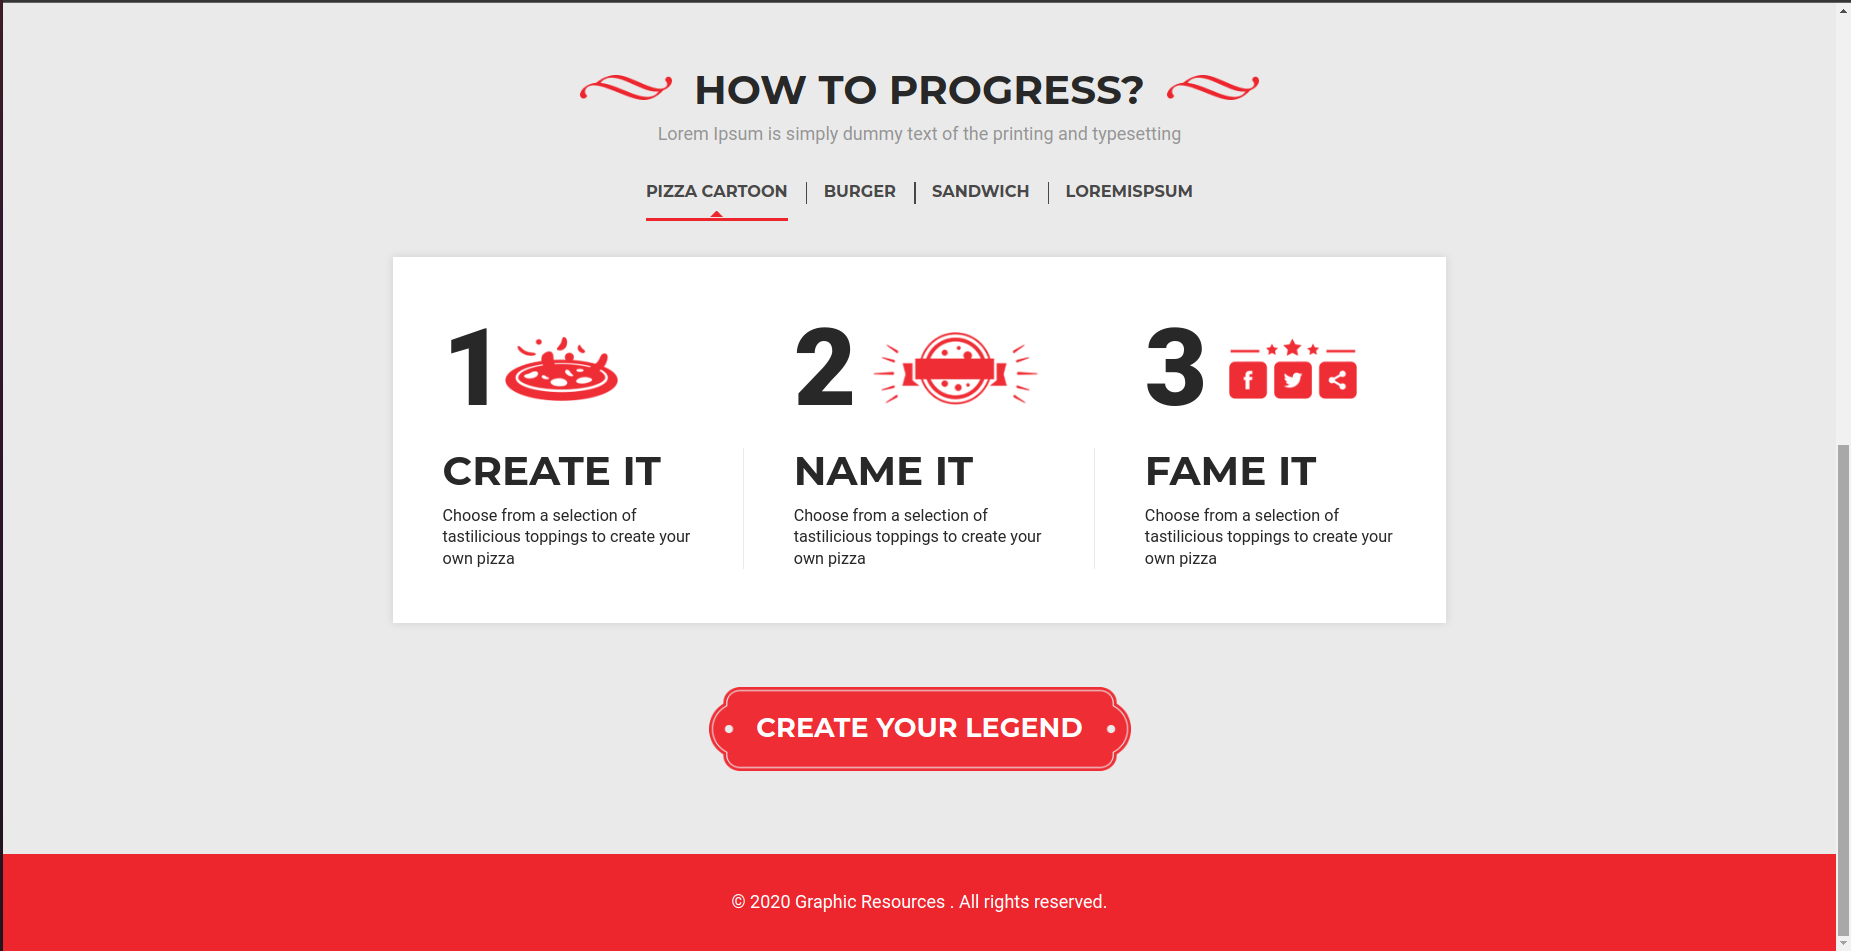 HOW TO PROGRESS?
Lorem Ipsum is simply dummy text of the printing and typesetting
PIZZA CARTOON
BURGER
SANDWICH
LOREMISPSUM
1
CREATE IT
Choose from a selection of
tastilicious toppings to create your
own pizza
2
NAME IT
Choose from a selection of
tastilicious toppings to create your
own pizza
3
FAME IT
Choose from a selection of
tastilicious toppings to create your
own pizza
CREATE YOUR LEGEND
© 2020 Graphic Resources . All rights reserved.